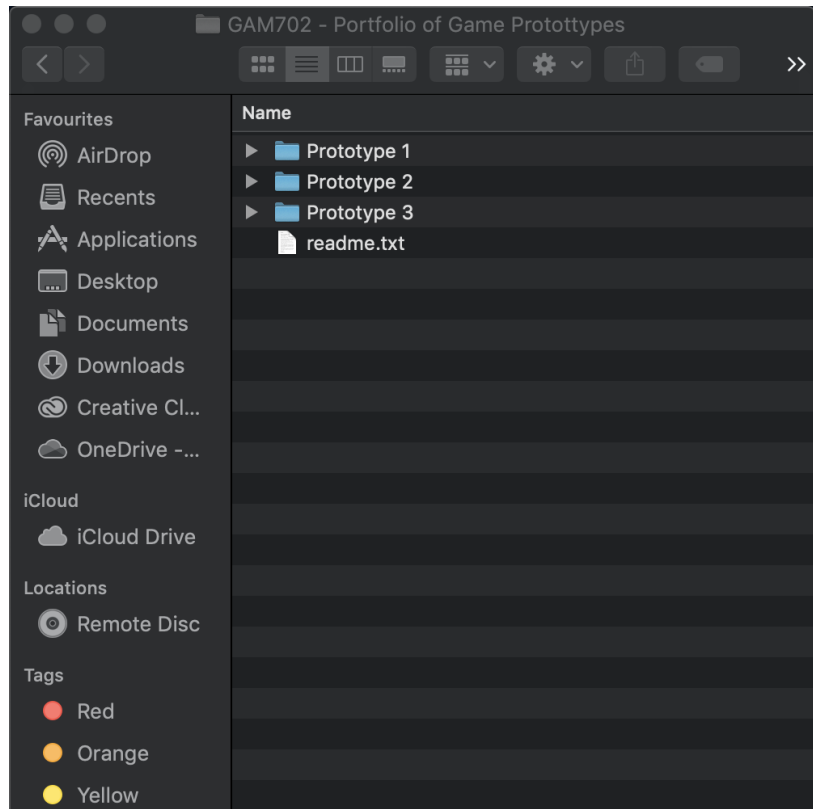 GAM702 - Portfolio of Game Protottypes
Favourites
AirDrop
Recents
Applications
Desktop
Documents
Downloads
Creative Cl...
OneDrive -...
iCloud
iCloud Drive
Locations
Remote Disc
Tags
Red
Orange
Yellow
Name
Prototype 1
Prototype 2
Prototype 3
readme.txt